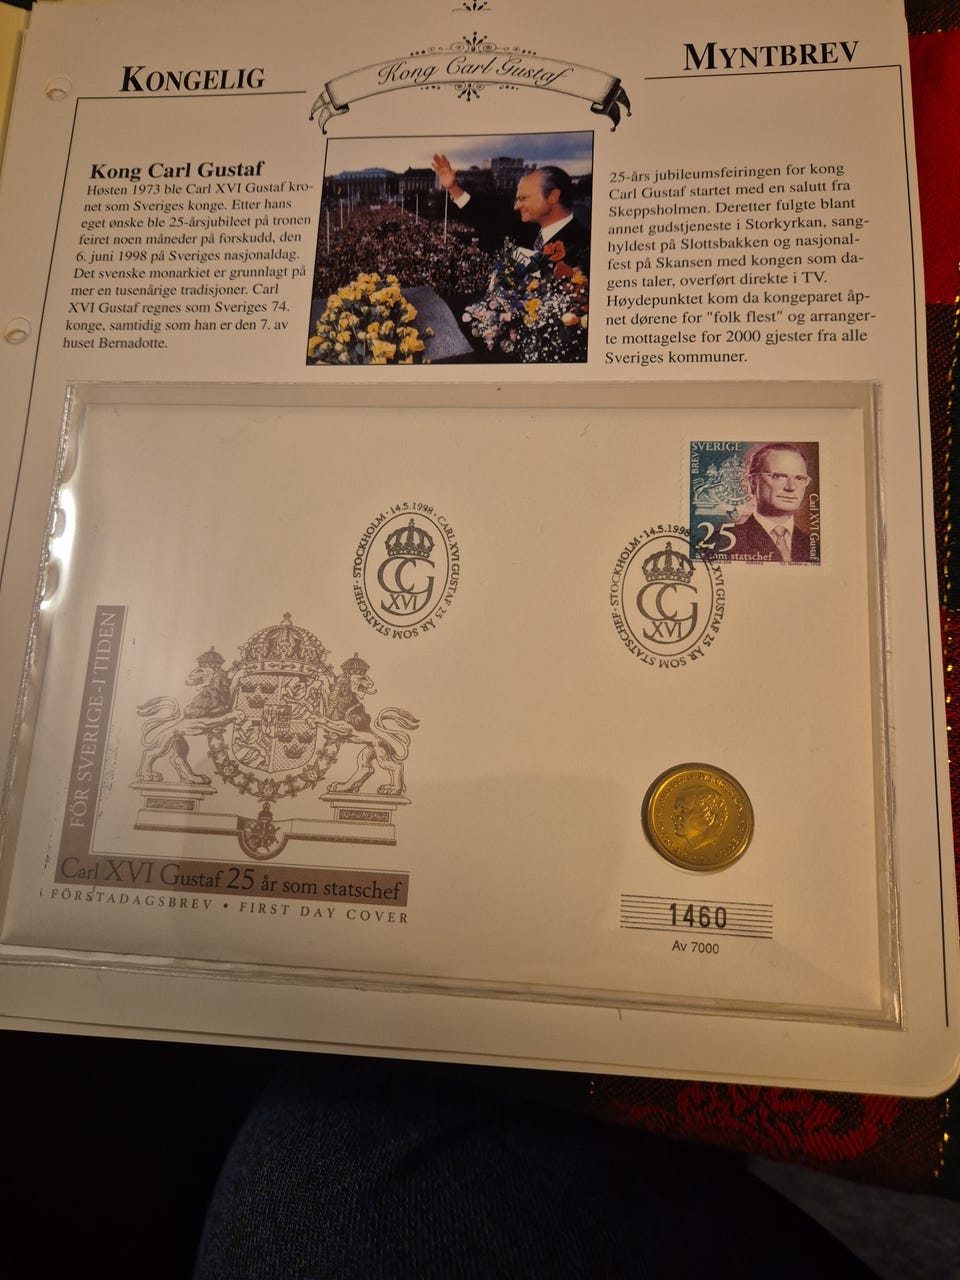 KONGELIG
Kong Carl Gustaf
MYNTBREV
Kong Carl Gustaf
Høsten 1973 ble Carl XVI Gustaf kro-
net som Sveriges konge. Etter hans
eget ønske ble 25-årsjubileet på tronen
feiret noen måneder på forskudd, den
6. juni 1998 på Sveriges nasjonaldag.
Det svenske monarkiet er grunnlagt på
mer en tusenårige tradisjoner. Carl
XVI Gustaf regnes som Sveriges 74.
konge, samtidig som han er den 7. av
huset Bernadotte.
25-års jubileumsfeiringen for kong
Carl Gustaf startet med en salutt fra
Skeppsholmen. Deretter fulgte blant
annet gudstjeneste i Storkyrkan, sang-
hyldest på Slottsbakken og nasjonal-
fest på Skansen med kongen som da-
gens taler, overført direkte i TV.
Høydepunktet kom da kongeparet åp-
net dørene for "folk flest" og arranger-
te mottagelse for 2000 gjester fra alle
Sveriges kommuner.
BREV SVERIGE
Carl XVI Gustaf
25
år som statschef
STOCKHOLM · 14.5.1998 · CARL XVI GUSTAF 25 ÅR SOM STATSCHEF ·
CG
XVI
STOCKHOLM · 14.5.1998 XVI GUSTAF 25 ÅR SOM STATSCHEF ·
CG
XVI
FÖR SVERIGE - I TIDEN
Carl XVI Gustaf 25 år som statschef
FÖRSTADAGSBREV • FIRST DAY COVER
1460
Av 7000